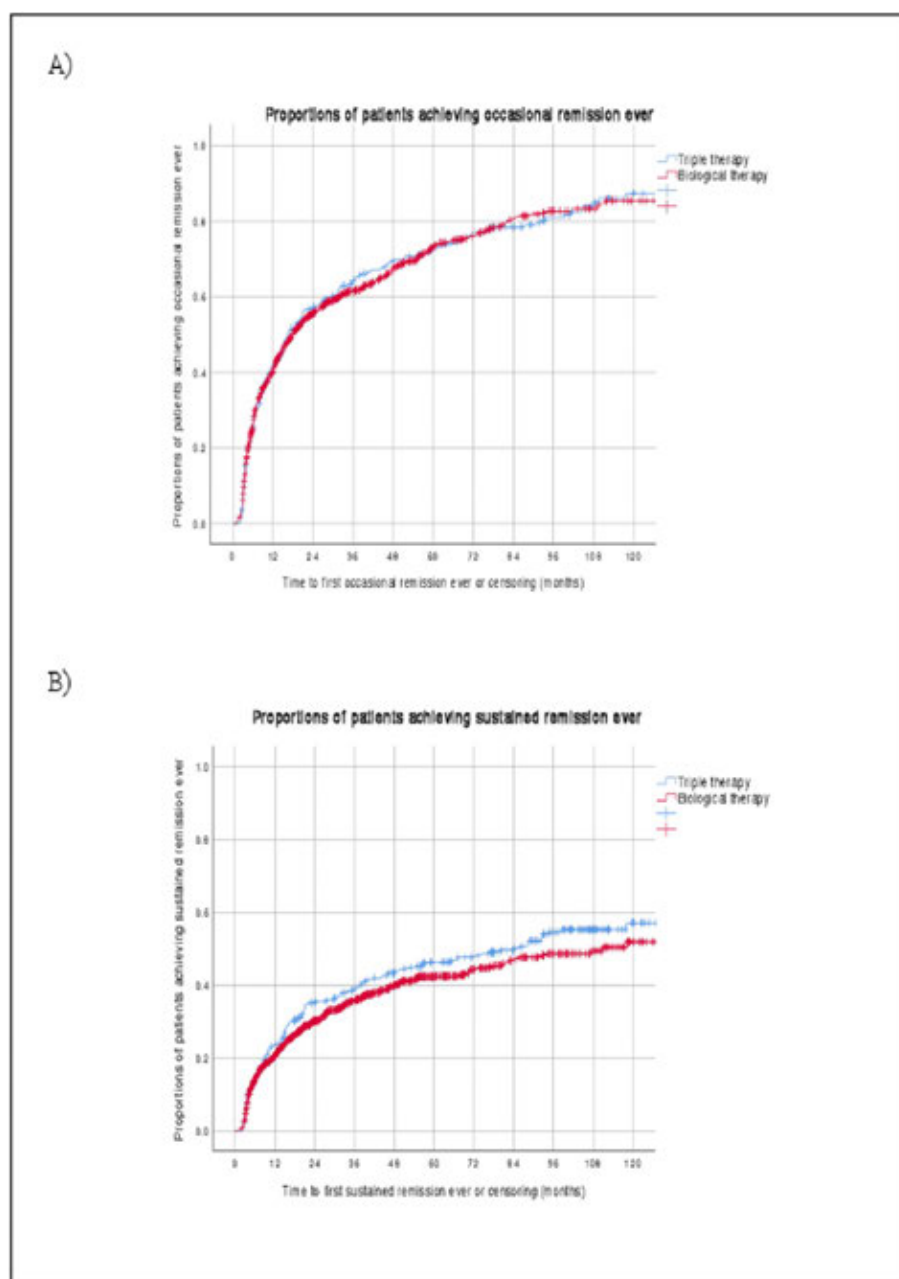 A)
Proportions of patients achieving occasional remission ever
Proportions of patients achieving occasional remission ever
1.0
0.8
0.6
0.4
0.2
0.0
0 12 24 36 48 60 72 84 96 108 120
Time to first occasional remission ever or censoring (months)
Triple therapy
Biological therapy
B)
Proportions of patients achieving sustained remission ever
Proportions of patients achieving sustained remission ever
1.0
0.8
0.6
0.4
0.2
0.0
0 12 24 36 48 60 72 84 96 108 120
Time to first sustained remission ever or censoring (months)
Triple therapy
Biological therapy